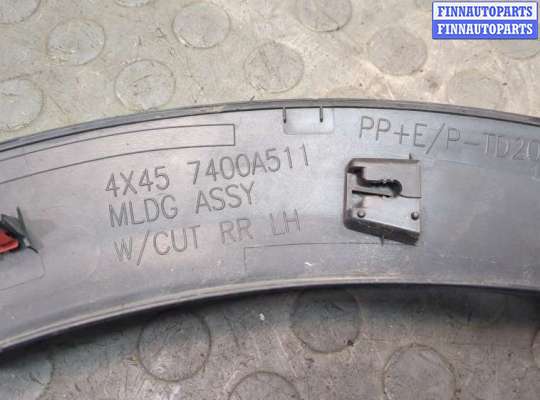 FINNAUTOPARTS
FINNAUTOPARTS
4X45 7400A511
MLDG ASSY
W/CUT RR LH
PP+E/P-TD20